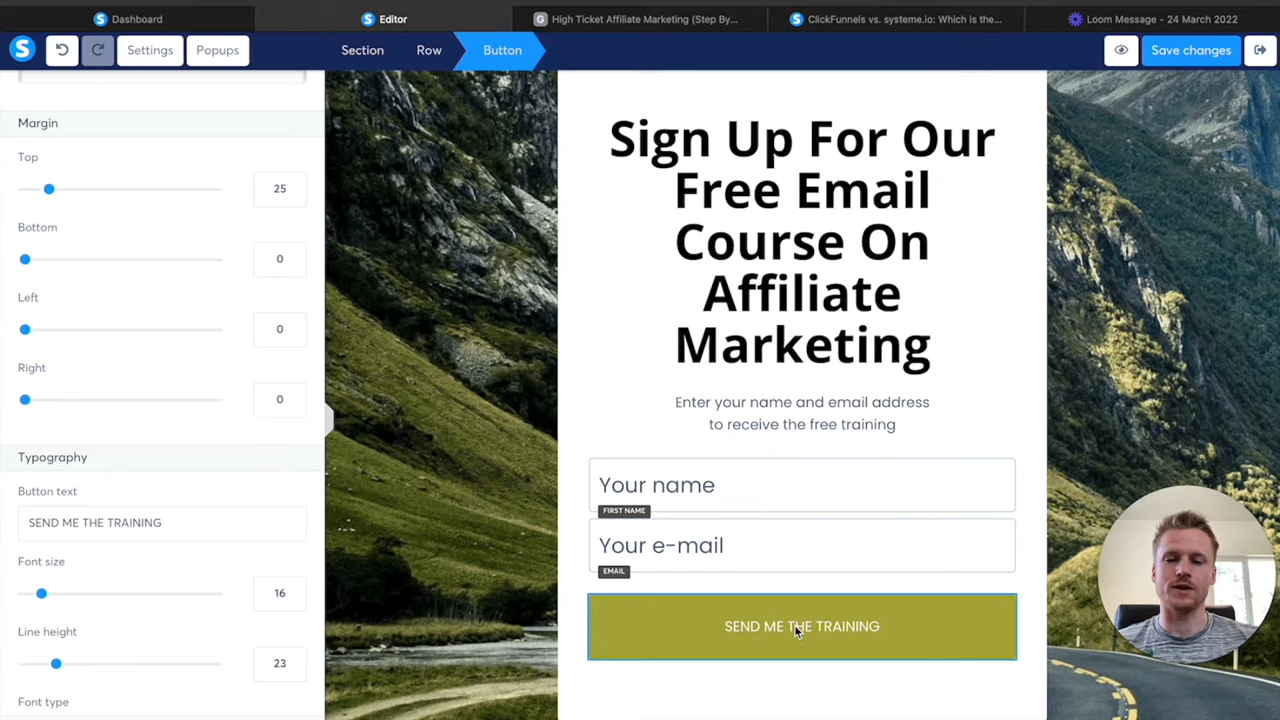 Dashboard
Editor
High Ticket Affiliate Marketing (Step By...
ClickFunnels vs. systeme.io: Which is the...
Loom Message - 24 March 2022
Settings
Popups
Section
Row
Button
Save changes
Margin
Top
25
Bottom
0
Left
0
Right
0
Typography
Button text
SEND ME THE TRAINING
Font size
16
Line height
23
Font type
Sign Up For Our
Free Email
Course On
Affiliate
Marketing
Enter your name and email address
to receive the free training
Your name
FIRST NAME
Your e-mail
EMAIL
SEND ME THE TRAINING